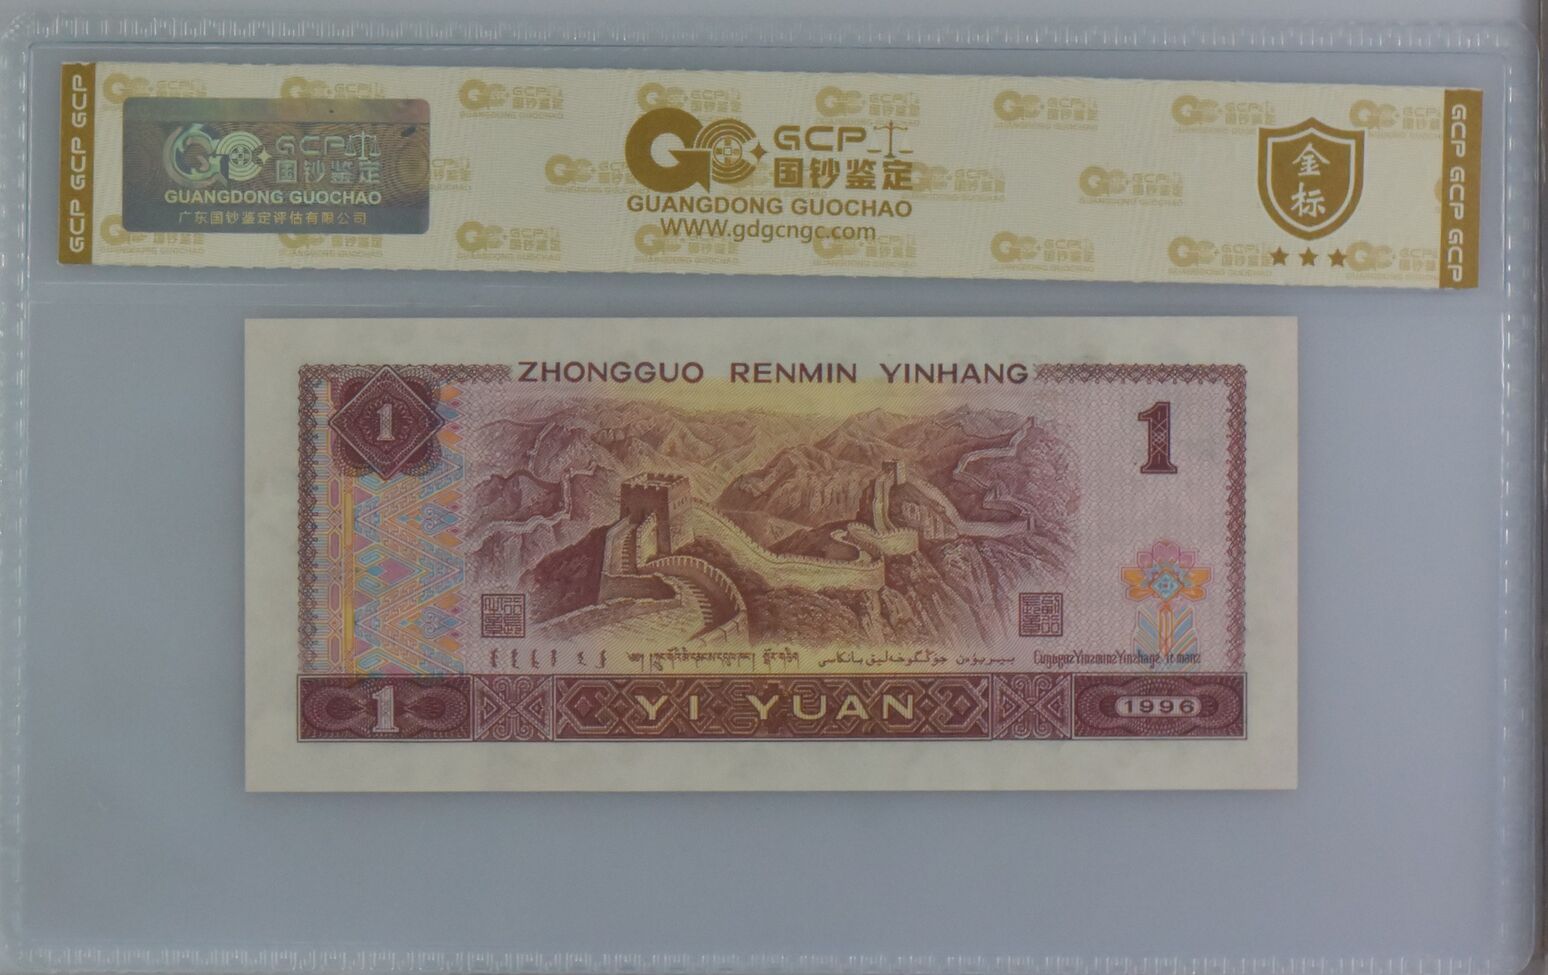 GCP GCP GCP
GCP
国钞鉴定
GUANGDONG GUOCHAO
广东国钞鉴定评估有限公司
GCP
国钞鉴定
GUANGDONG GUOCHAO
WWW.gdgcngc.com
金标
GCP GCP GCP
ZHONGGUO RENMIN YINHANG
1
1
1
YI YUAN
1996